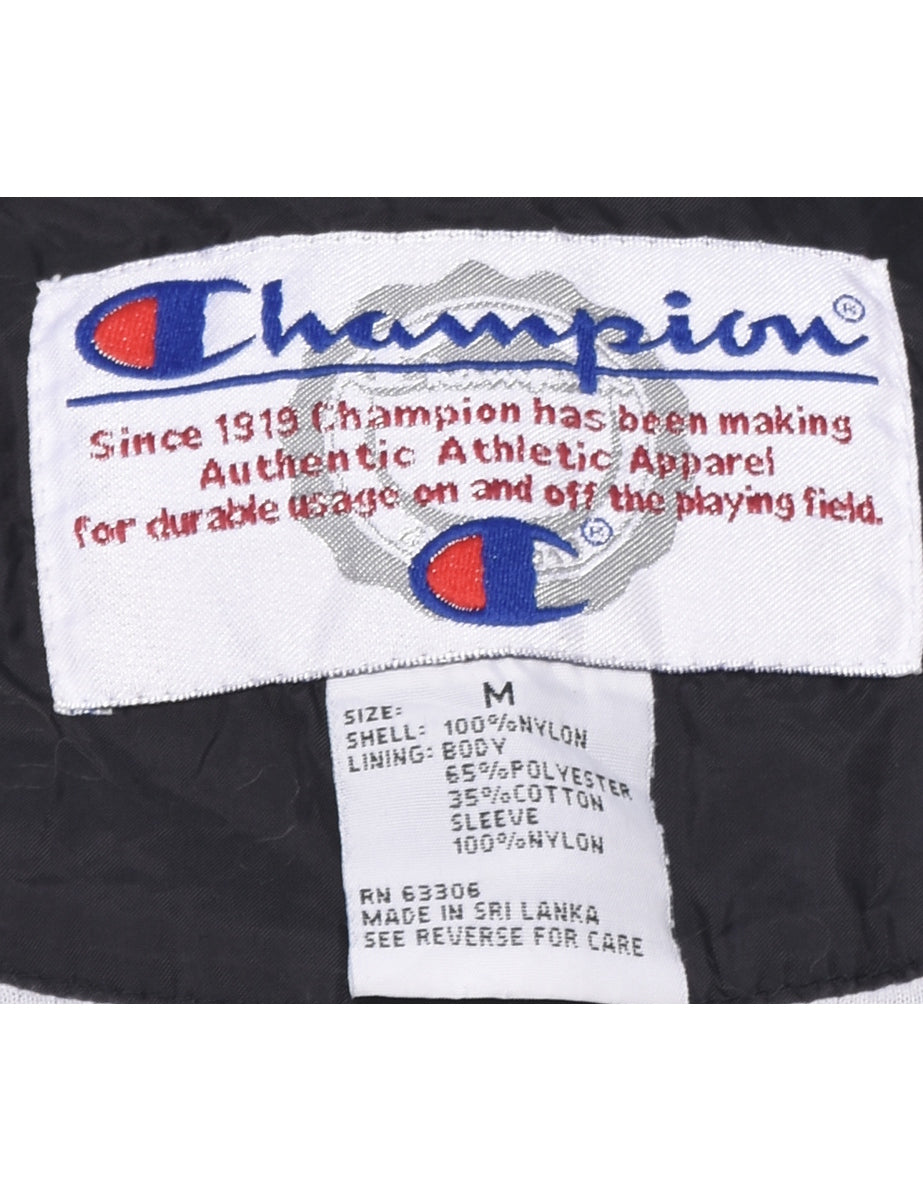 Champion®
Since 1919 Champion has been making
Authentic Athletic Apparel
for durable usage on and off the playing field.
®
M
SIZE:
SHELL: 100%NYLON
LINING: BODY
65%POLYESTER
35%COTTON
SLEEVE
100%NYLON
RN 63306
MADE IN SRI LANKA
SEE REVERSE FOR CARE